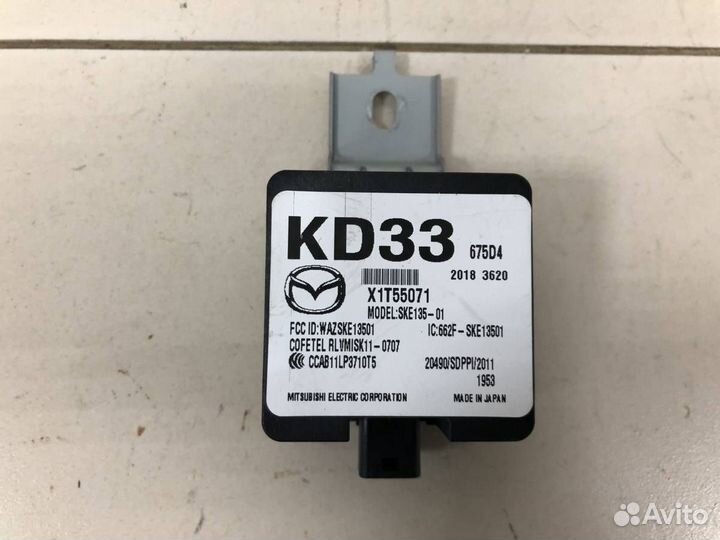 KD33 675D4
2018 3620
X1T55071
MODEL:SKE135-01
FCC ID:WAZSKE13501 IC:662F-SKE13501
COFETEL RLVMISK11-0707
CCAB11LP3710T5 20490/SDPPI/2011
1953
MITSUBISHI ELECTRIC CORPORATION MADE IN JAPAN
Avito